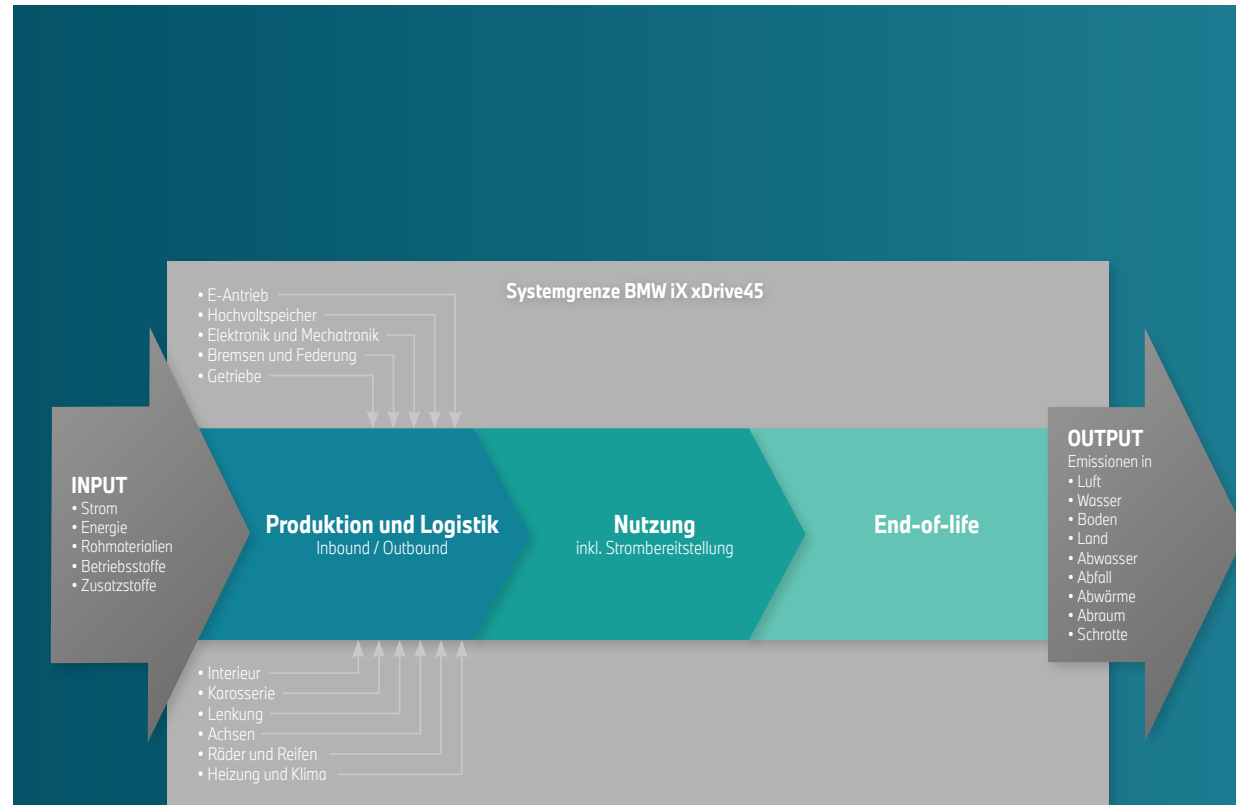 Systemgrenze BMW iX xDrive45
• E-Antrieb
• Hochvoltspeicher
• Elektronik und Mechatronik
• Bremsen und Federung
• Getriebe
INPUT
• Strom
• Energie
• Rohmaterialien
• Betriebsstoffe
• Zusatzstoffe
Produktion und Logistik
Inbound / Outbound
Nutzung
inkl. Strombereitstellung
End-of-life
OUTPUT
Emissionen in
• Luft
• Wasser
• Boden
• Land
• Abwasser
• Abfall
• Abwärme
• Abraum
• Schrotte
• Interieur
• Karosserie
• Lenkung
• Achsen
• Räder und Reifen
• Heizung und Klima